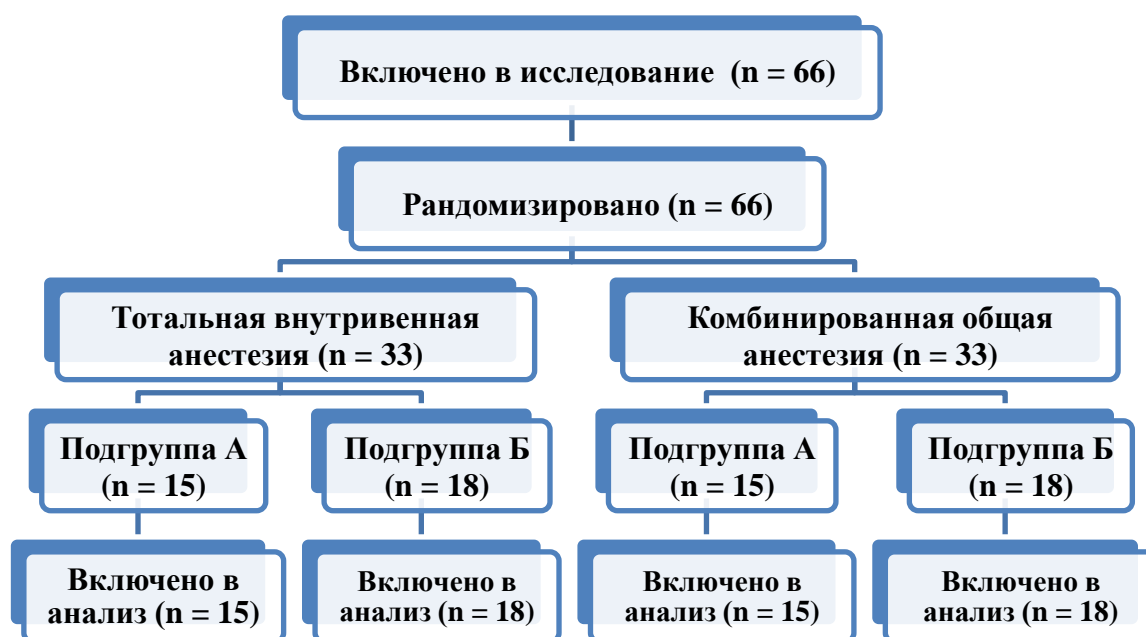 Включено в исследование (n = 66)
Рандомизировано (n = 66)
Тотальная внутривенная
анестезия (n = 33)
Комбинированная общая
анестезия (n = 33)
Подгруппа А
(n = 15)
Подгруппа Б
(n = 18)
Подгруппа А
(n = 15)
Подгруппа Б
(n = 18)
Включено в
анализ (n = 15)
Включено в
анализ (n = 18)
Включено в
анализ (n = 15)
Включено в
анализ (n = 18)